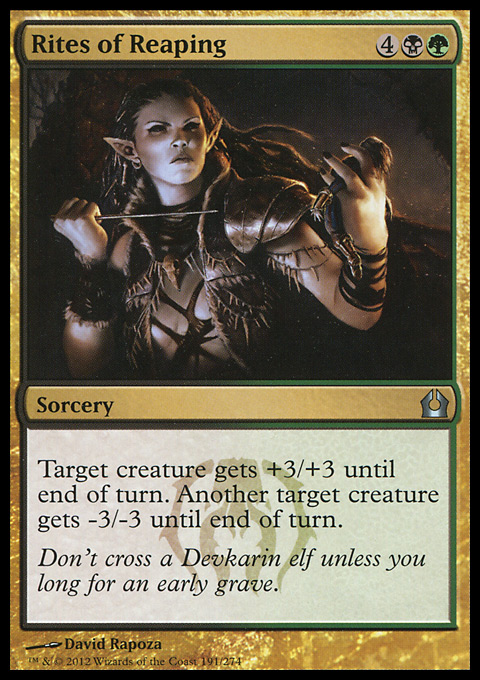 Rites of Reaping 4
Sorcery
Target creature gets +3/+3 until
end of turn. Another target creature
gets -3/-3 until end of turn.
Don't cross a Devkarin elf unless you
long for an early grave.
David Rapoza
™ & © 2012 Wizards of the Coast 191/274